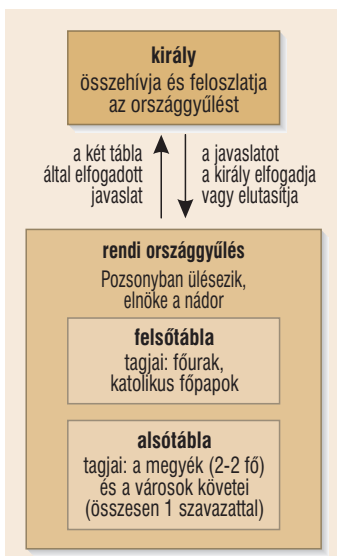 király
összehívja és feloszlatja
az országgyűlést
a két tábla
által elfogadott
javaslat
a javaslatot
a király elfogadja
vagy elutasítja
rendi országgyűlés
Pozsonyban ülésezik,
elnöke a nádor
felsőtábla
tagjai: főurak,
katolikus főpapok
alsótábla
tagjai: a megyék (2-2 fő)
és a városok követei
(összesen 1 szavazattal)